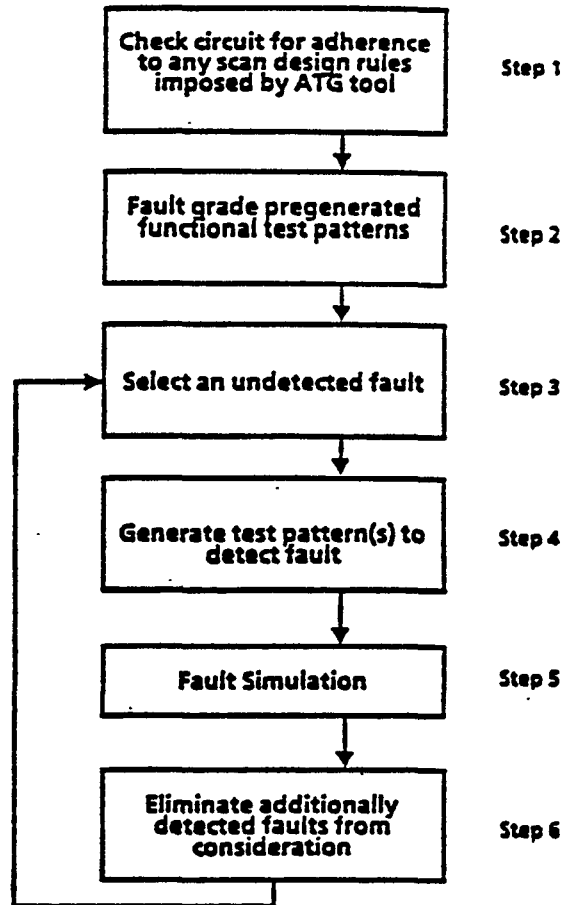 Check circuit for adherence
to any scan design rules
imposed by ATG tool
Step 1
Fault grade pregenerated
functional test patterns
Step 2
Select an undetected fault
Step 3
Generate test pattern(s) to
detect fault
Step 4
Fault Simulation
Step 5
Eliminate additionally
detected faults from
consideration
Step 6